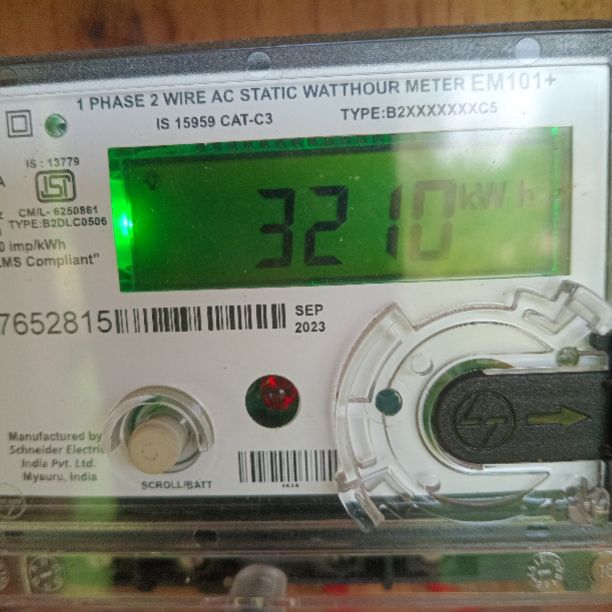 1 PHASE 2 WIRE AC STATIC WATTHOUR METER EM101+
IS 15959 CAT-C3 TYPE:B2XXXXXXXC5
IS : 13779
CM/L- 6250861
TYPE:B2DLC0506
0 imp/kWh
LMS Compliant"
3210 kWh
7652815
SEP
2023
Manufactured by
Schneider Electric
India Pvt. Ltd.
Mysuru, India
SCROLL/BATT